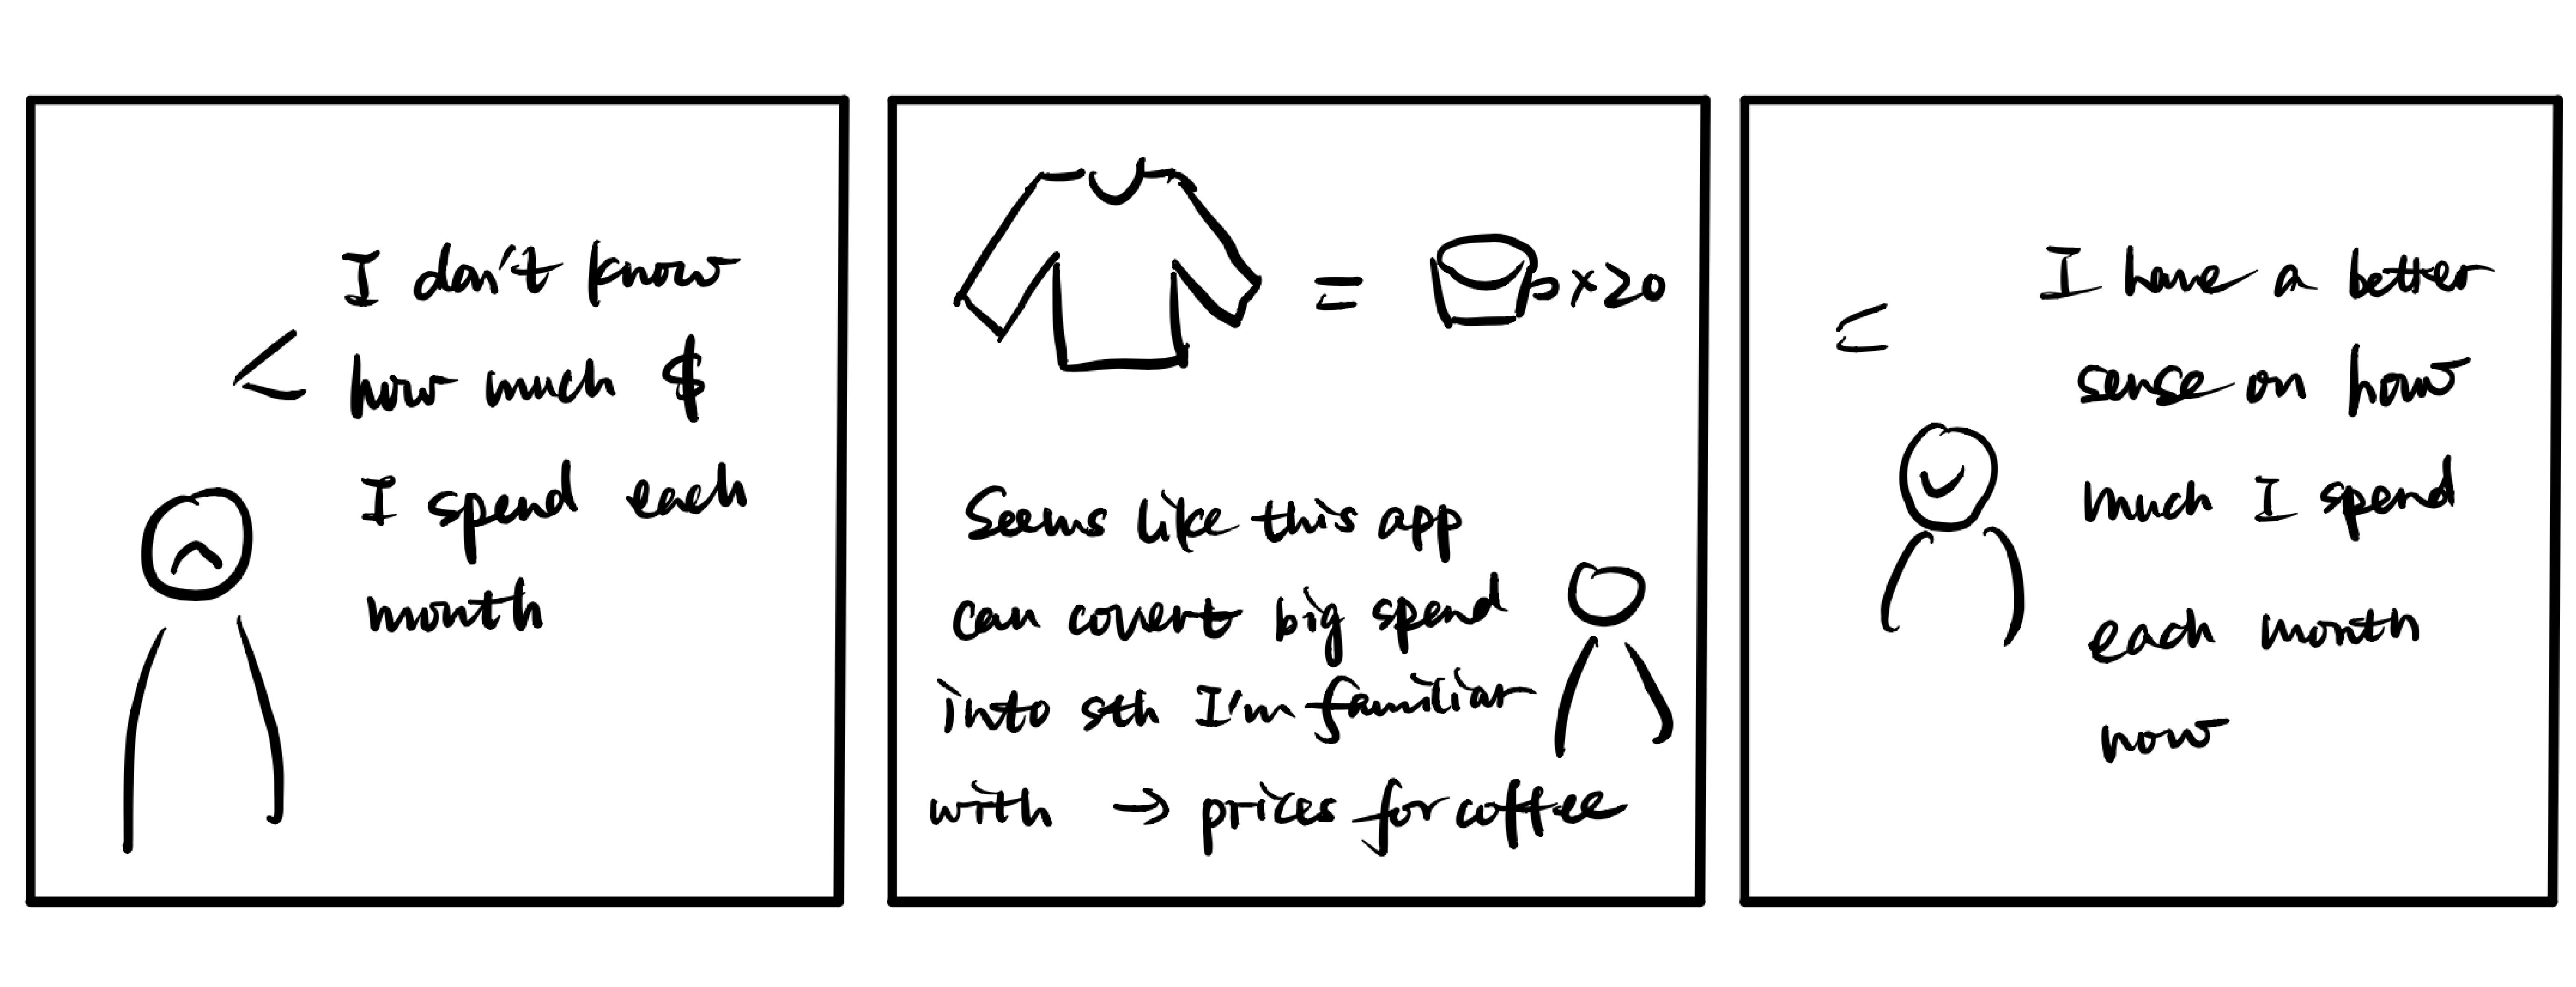 I don't know
how much $
I spend each
month
= x20
Seems like this app
can covert big spend
into sth I'm familiar
with → prices for coffee
I have a better
sense on how
much I spend
each month
now